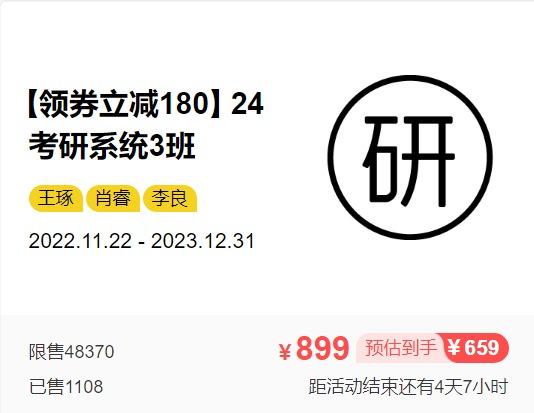 【领券立减180】24
考研系统3班
研
王琢 肖睿 李良
2022.11.22 - 2023.12.31
限售48370
¥899 预估到手 ¥659
已售1108
距活动结束还有4天7小时